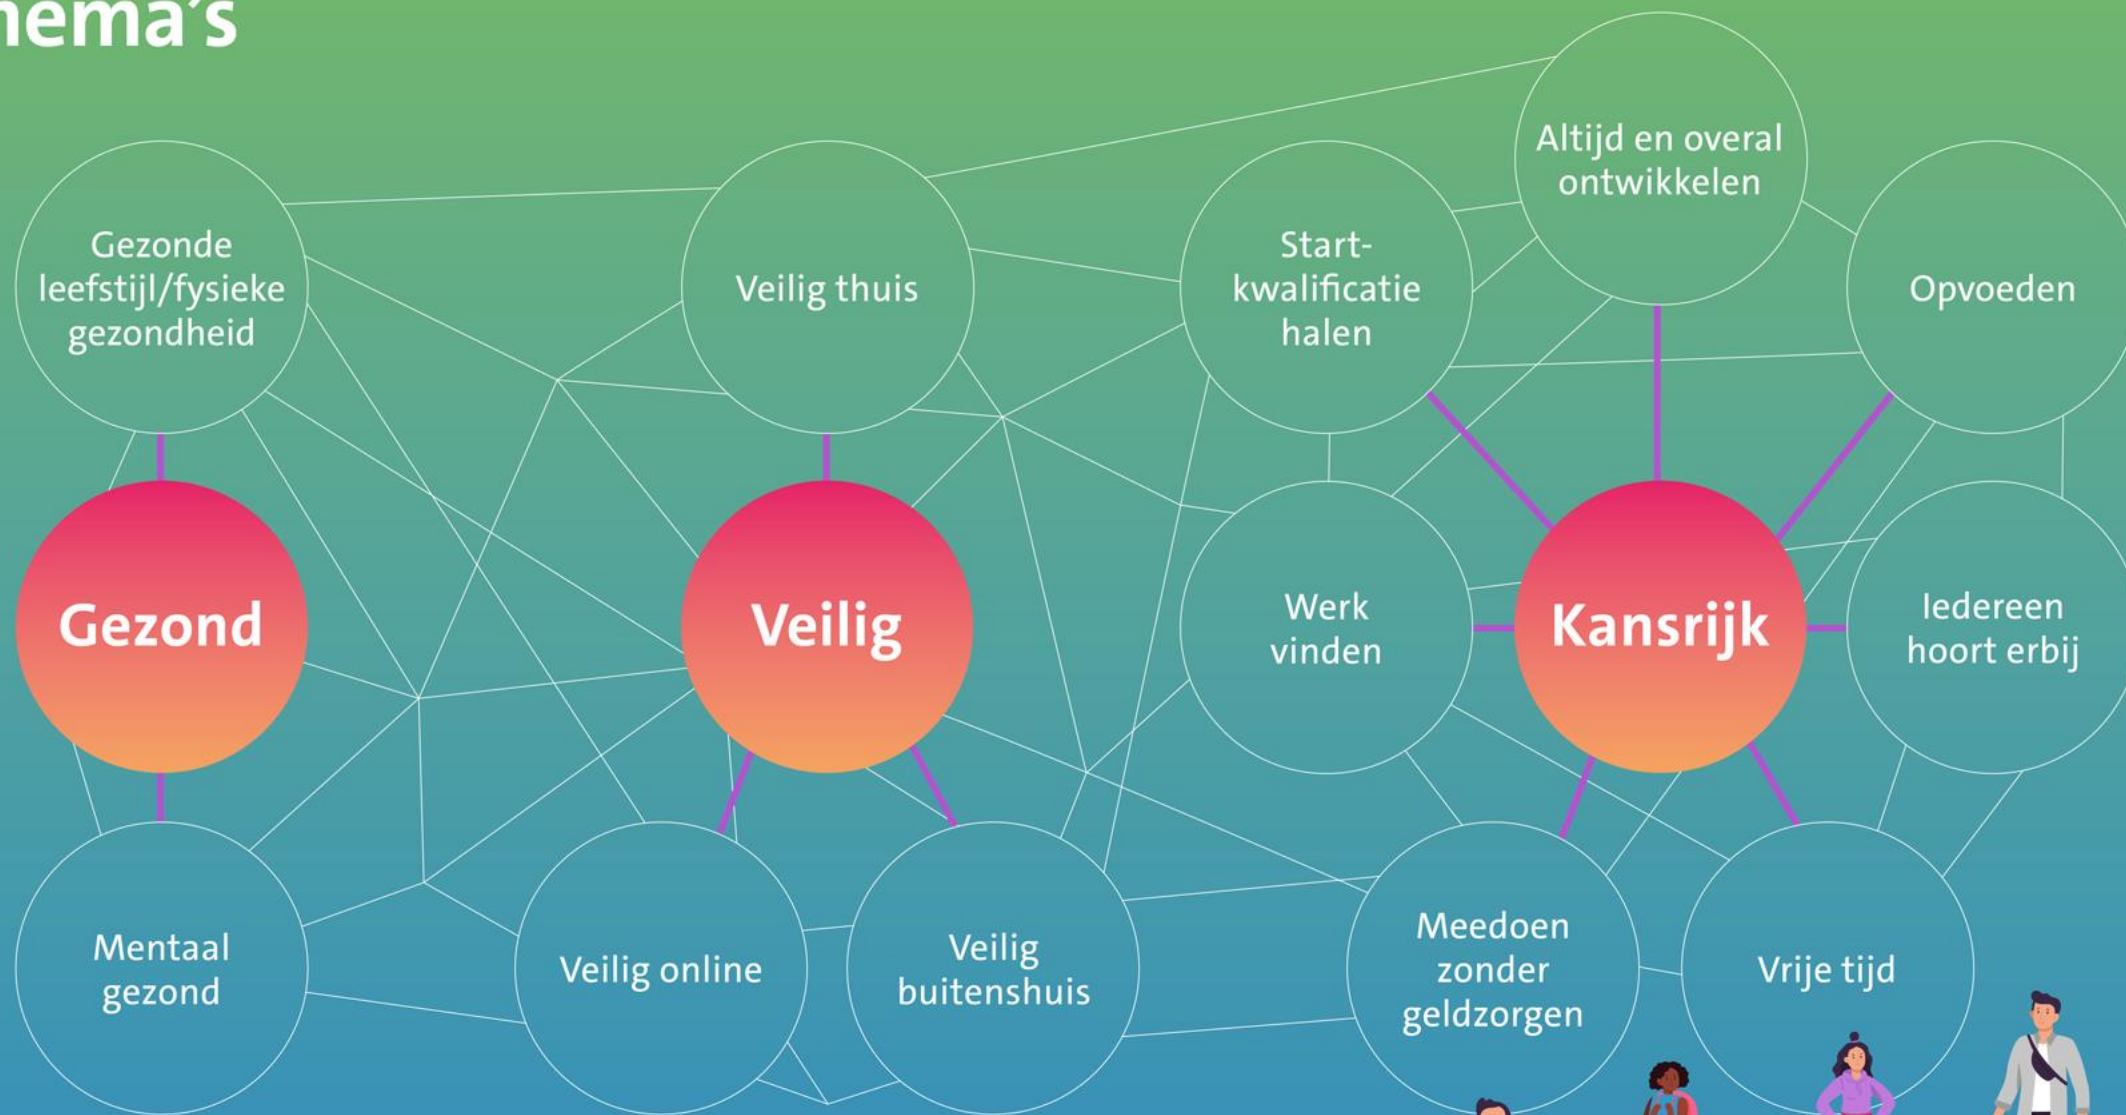 hema's
Gezonde
leefstijl/fysieke
gezondheid
Veilig thuis
Start-
kwalificatie
halen
Altijd en overal
ontwikkelen
Opvoeden
Gezond
Veilig
Werk
vinden
Kansrijk
Iedereen
hoort erbij
Mentaal
gezond
Veilig online
Veilig
buitenshuis
Meedoen
zonder
geldzorgen
Vrije tijd